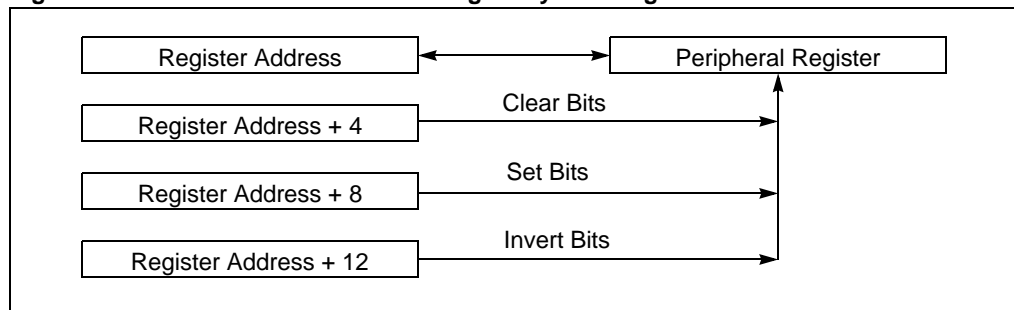 Register Address
Peripheral Register
Clear Bits
Register Address + 4
Set Bits
Register Address + 8
Invert Bits
Register Address + 12